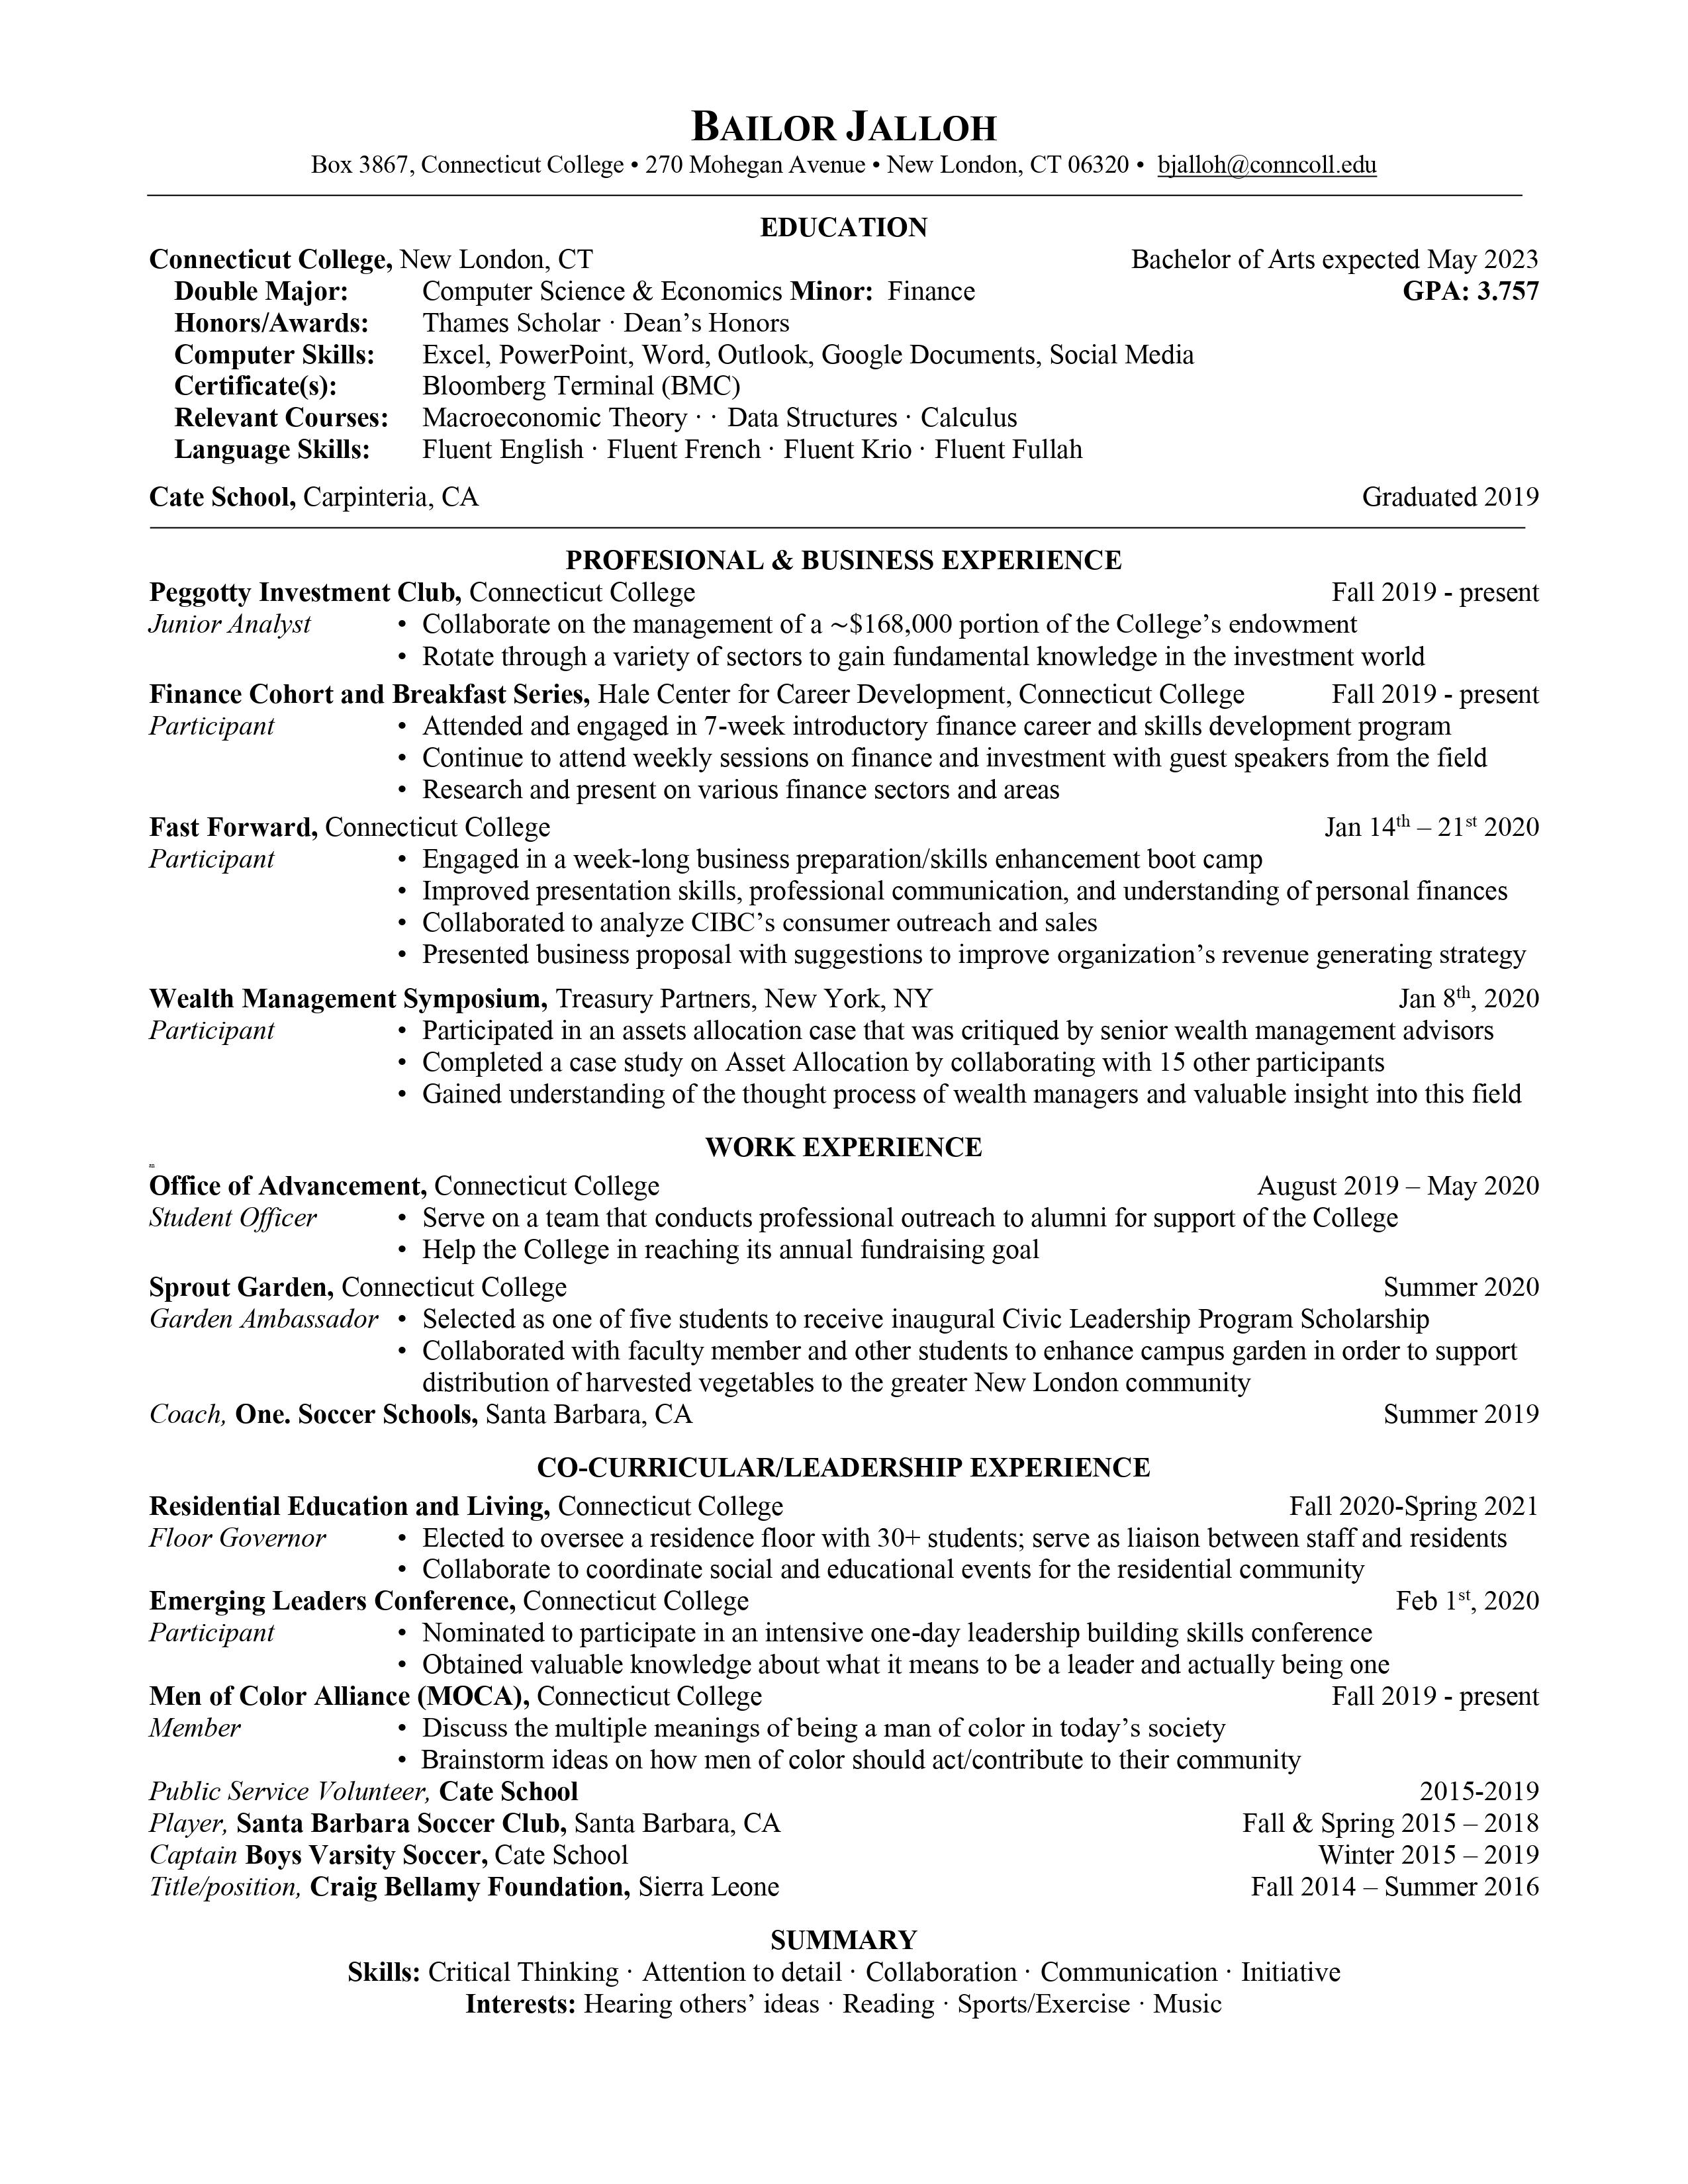 BAILOR JALLOH
Box 3867, Connecticut College • 270 Mohegan Avenue • New London, CT 06320 • bjalloh@conncoll.edu
EDUCATION
Connecticut College, New London, CT Bachelor of Arts expected May 2023
Double Major: Computer Science & Economics Minor: Finance GPA: 3.757
Honors/Awards: Thames Scholar · Dean’s Honors
Computer Skills: Excel, PowerPoint, Word, Outlook, Google Documents, Social Media
Certificate(s): Bloomberg Terminal (BMC)
Relevant Courses: Macroeconomic Theory · · Data Structures · Calculus
Language Skills: Fluent English · Fluent French · Fluent Krio · Fluent Fullah
Cate School, Carpinteria, CA Graduated 2019
PROFESIONAL & BUSINESS EXPERIENCE
Peggotty Investment Club, Connecticut College Fall 2019 - present
Junior Analyst • Collaborate on the management of a ~$168,000 portion of the College’s endowment
• Rotate through a variety of sectors to gain fundamental knowledge in the investment world
Finance Cohort and Breakfast Series, Hale Center for Career Development, Connecticut College Fall 2019 - present
Participant • Attended and engaged in 7-week introductory finance career and skills development program
• Continue to attend weekly sessions on finance and investment with guest speakers from the field
• Research and present on various finance sectors and areas
Fast Forward, Connecticut College Jan 14th – 21st 2020
Participant • Engaged in a week-long business preparation/skills enhancement boot camp
• Improved presentation skills, professional communication, and understanding of personal finances
• Collaborated to analyze CIBC’s consumer outreach and sales
• Presented business proposal with suggestions to improve organization’s revenue generating strategy
Wealth Management Symposium, Treasury Partners, New York, NY Jan 8th, 2020
Participant • Participated in an assets allocation case that was critiqued by senior wealth management advisors
• Completed a case study on Asset Allocation by collaborating with 15 other participants
• Gained understanding of the thought process of wealth managers and valuable insight into this field
WORK EXPERIENCE
Office of Advancement, Connecticut College August 2019 – May 2020
Student Officer • Serve on a team that conducts professional outreach to alumni for support of the College
• Help the College in reaching its annual fundraising goal
Sprout Garden, Connecticut College Summer 2020
Garden Ambassador • Selected as one of five students to receive inaugural Civic Leadership Program Scholarship
• Collaborated with faculty member and other students to enhance campus garden in order to support
distribution of harvested vegetables to the greater New London community
Coach, One. Soccer Schools, Santa Barbara, CA Summer 2019
CO-CURRICULAR/LEADERSHIP EXPERIENCE
Residential Education and Living, Connecticut College Fall 2020-Spring 2021
Floor Governor • Elected to oversee a residence floor with 30+ students; serve as liaison between staff and residents
• Collaborate to coordinate social and educational events for the residential community
Emerging Leaders Conference, Connecticut College Feb 1st, 2020
Participant • Nominated to participate in an intensive one-day leadership building skills conference
• Obtained valuable knowledge about what it means to be a leader and actually being one
Men of Color Alliance (MOCA), Connecticut College Fall 2019 - present
Member • Discuss the multiple meanings of being a man of color in today’s society
• Brainstorm ideas on how men of color should act/contribute to their community
Public Service Volunteer, Cate School 2015-2019
Player, Santa Barbara Soccer Club, Santa Barbara, CA Fall & Spring 2015 – 2018
Captain Boys Varsity Soccer, Cate School Winter 2015 – 2019
Title/position, Craig Bellamy Foundation, Sierra Leone Fall 2014 – Summer 2016
SUMMARY
Skills: Critical Thinking · Attention to detail · Collaboration · Communication · Initiative
Interests: Hearing others’ ideas · Reading · Sports/Exercise · Music